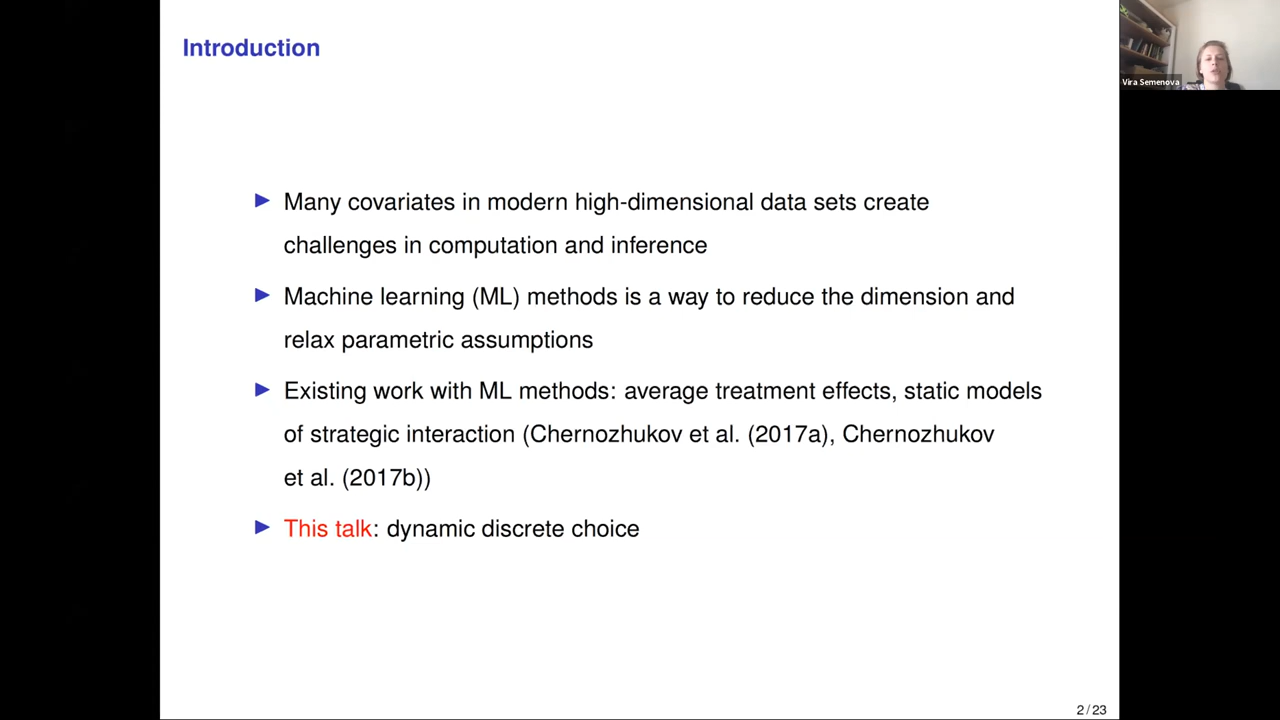 Introduction
Vira Semenova
Many covariates in modern high-dimensional data sets create
challenges in computation and inference
Machine learning (ML) methods is a way to reduce the dimension and
relax parametric assumptions
Existing work with ML methods: average treatment effects, static models
of strategic interaction (Chernozhukov et al. (2017a), Chernozhukov
et al. (2017b))
This talk: dynamic discrete choice
2 / 23